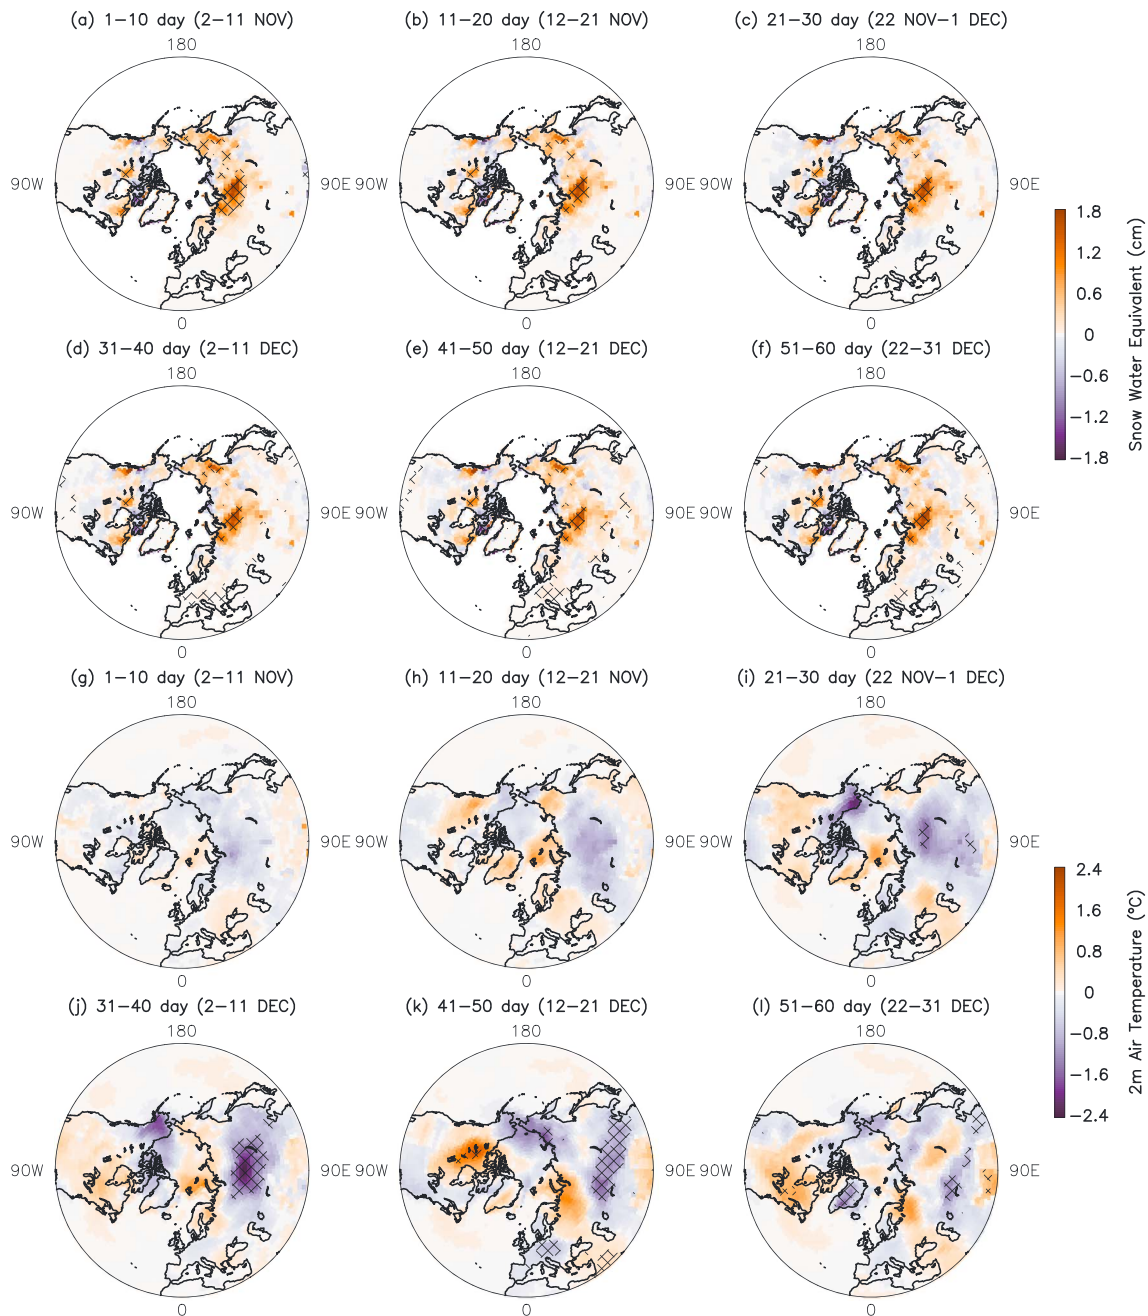 (a) 1−10 day (2−11 NOV)
(b) 11−20 day (12−21 NOV)
(c) 21−30 day (22 NOV−1 DEC)
180
180
180
90W
90E
90W
90E
90W
90E
0
0
0
1.8
1.2
0.6
0
−0.6
−1.2
−1.8
Snow Water Equivalent (cm)
(d) 31−40 day (2−11 DEC)
(e) 41−50 day (12−21 DEC)
(f) 51−60 day (22−31 DEC)
180
180
180
90W
90E
90W
90E
90W
90E
0
0
0
(g) 1−10 day (2−11 NOV)
(h) 11−20 day (12−21 NOV)
(i) 21−30 day (22 NOV−1 DEC)
180
180
180
90W
90E
90W
90E
90W
90E
0
0
0
2.4
1.6
0.8
0
−0.8
−1.6
−2.4
2m Air Temperature (°C)
(j) 31−40 day (2−11 DEC)
(k) 41−50 day (12−21 DEC)
(l) 51−60 day (22−31 DEC)
180
180
180
90W
90E
90W
90E
90W
90E
0
0
0